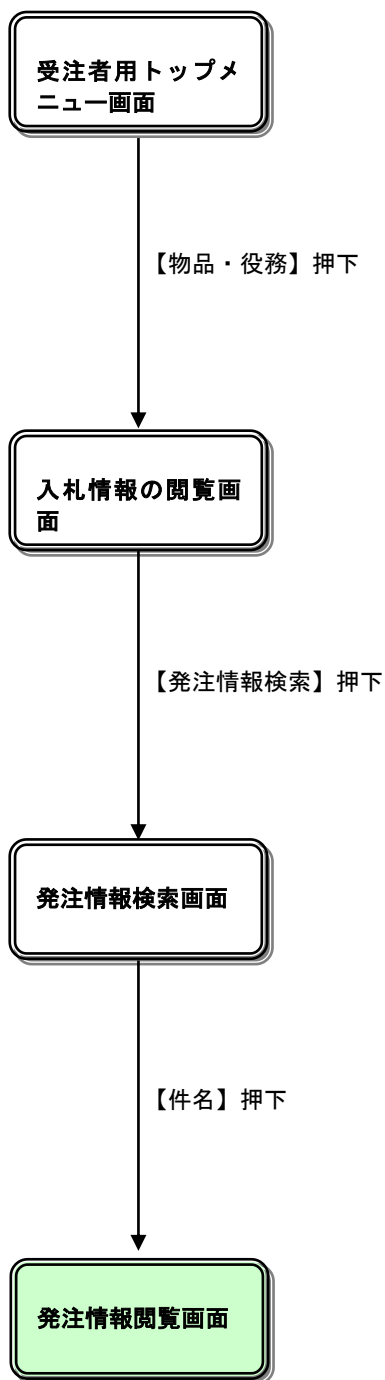 受注者用トップメ
ニュー画面
【物品・役務】押下
入札情報の閲覧画
面
【発注情報検索】押下
発注情報検索画面
【件名】押下
発注情報閲覧画面